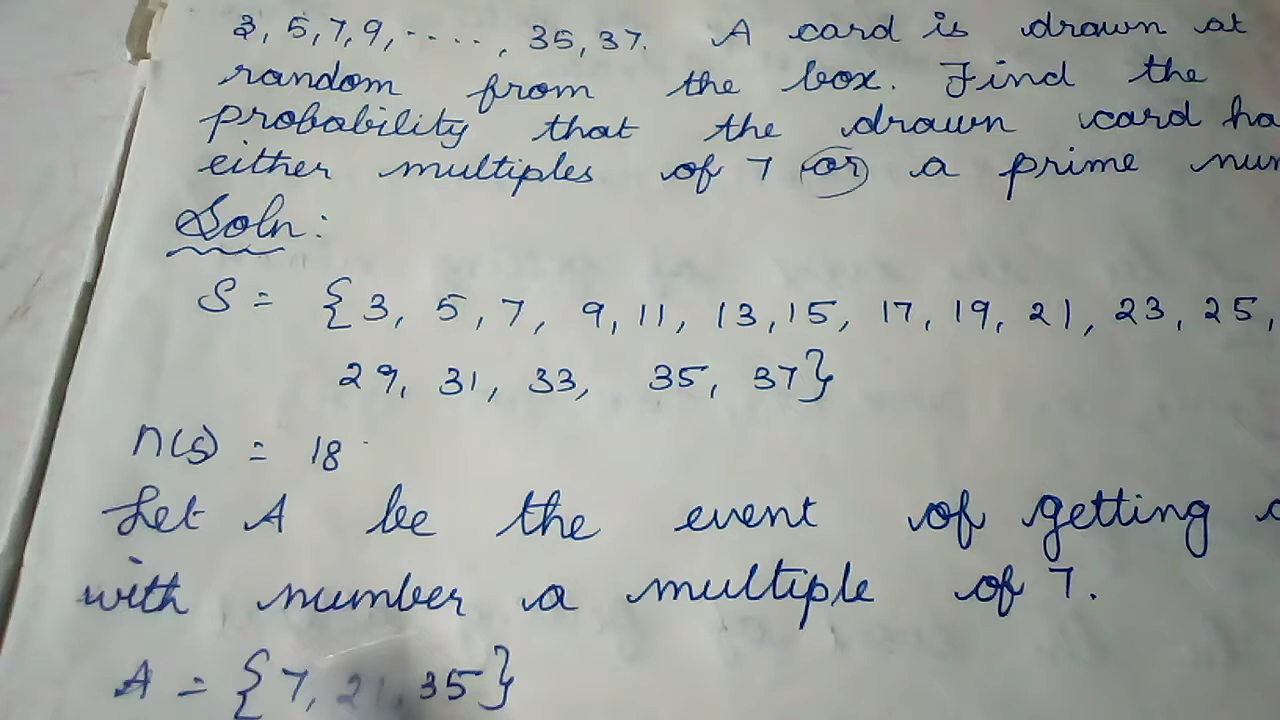 3, 5, 7, 9, ....., 35, 37. A card is drawn at
random from the box. Find the
probability that the drawn card ha
either multiples of 7 (or) a prime num
Soln:
S = {3, 5, 7, 9, 11, 13, 15, 17, 19, 21, 23, 25,
29, 31, 33, 35, 37}
n(s) = 18
Let A be the event of getting
with number a multiple of 7.
A = {7, 21, 35}